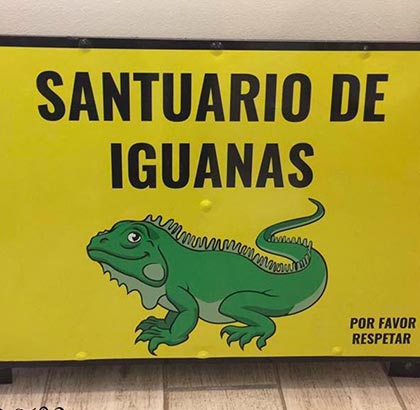 SANTUARIO DE
IGUANAS
POR FAVOR
RESPETAR